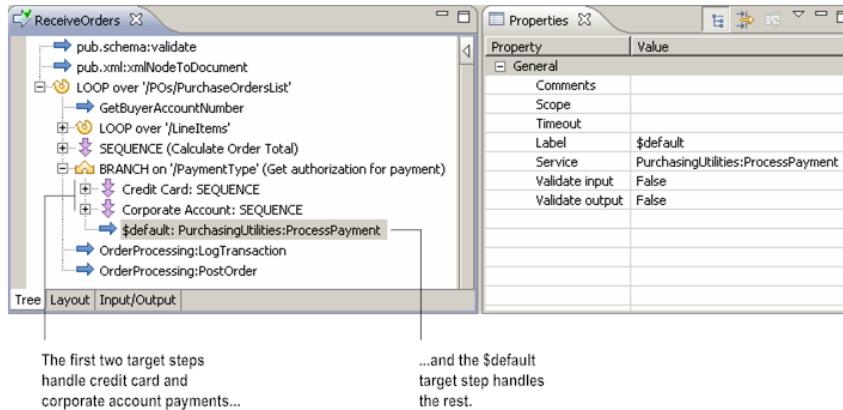 ReceiveOrders
pub.schema:validate
pub.xml:xmlNodeToDocument
LOOP over '/POs/PurchaseOrdersList'
GetBuyerAccountNumber
LOOP over '/LineItems'
SEQUENCE (Calculate Order Total)
BRANCH on '/PaymentType' (Get authorization for payment)
Credit Card: SEQUENCE
Corporate Account: SEQUENCE
$default: PurchasingUtilities:ProcessPayment
OrderProcessing:LogTransaction
OrderProcessing:PostOrder
Tree Layout Input/Output
Properties
Property Value
General
Comments
Scope
Timeout
Label $default
Service PurchasingUtilities:ProcessPayment
Validate input False
Validate output False
The first two target steps
handle credit card and
corporate account payments...
...and the $default
target step handles
the rest.